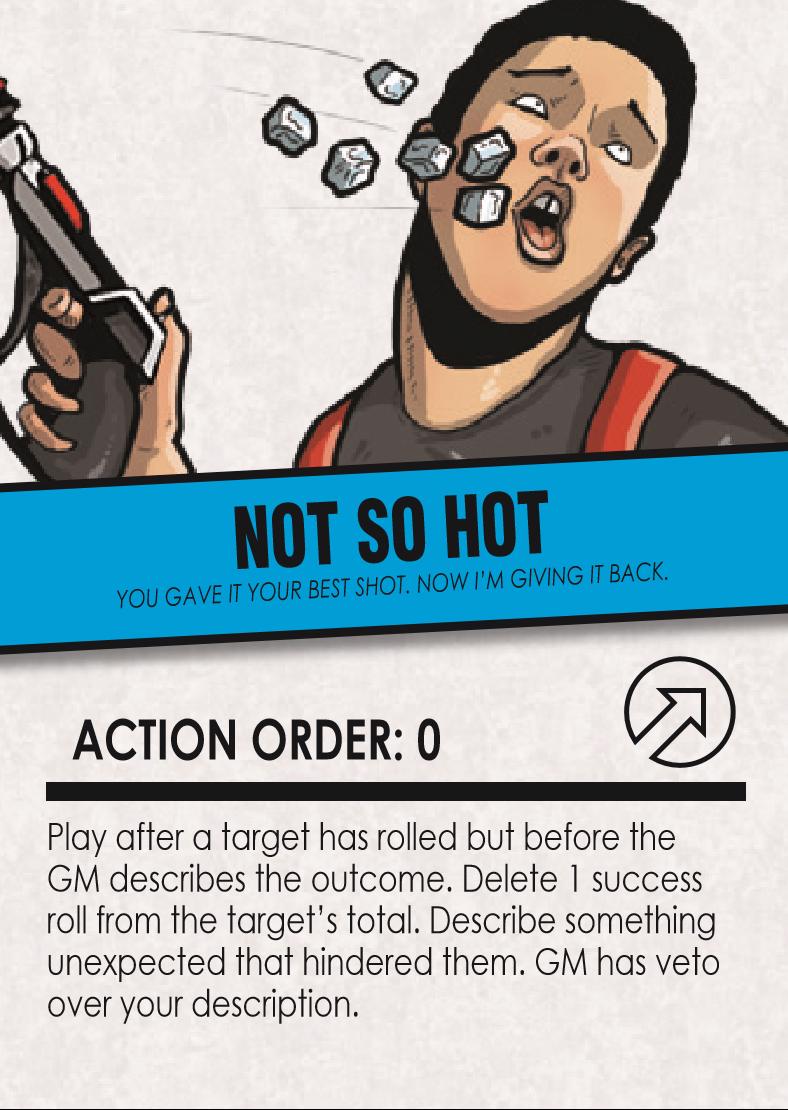 NOT SO HOT
YOU GAVE IT YOUR BEST SHOT. NOW I'M GIVING IT BACK.
ACTION ORDER: 0
Play after a target has rolled but before the
GM describes the outcome. Delete 1 success
roll from the target's total. Describe something
unexpected that hindered them. GM has veto
over your description.